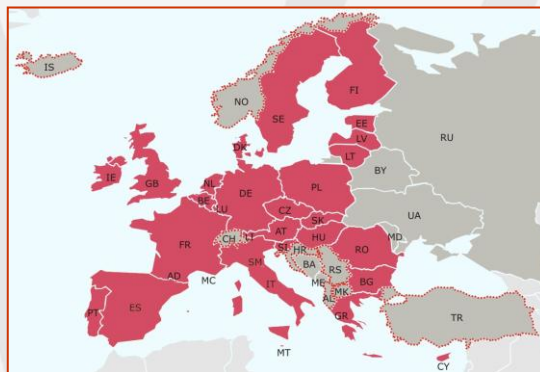 IS
NO
SE
FI
RU
EE
LV
LT
DK
IE
GB
NL
BE
LU
DE
PL
BY
UA
CZ
SK
MD
FR
CH
LI
AT
HU
RO
SI
HR
BA
RS
AD
MC
SM
IT
ME
MK
BG
AL
PT
ES
GR
TR
MT
CY